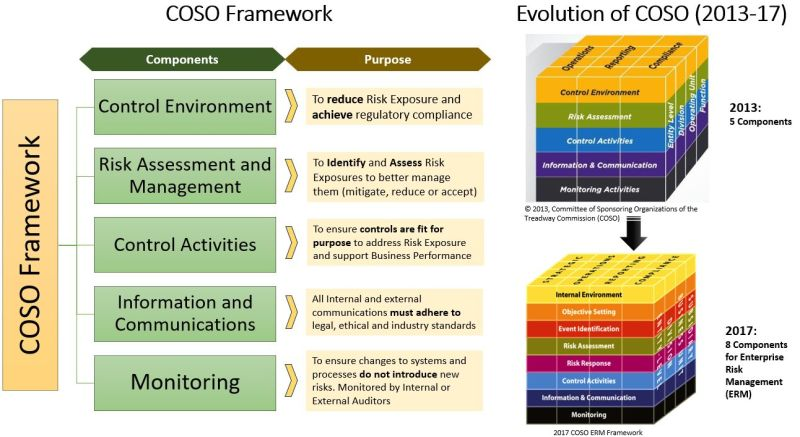 COSO Framework
Components
Purpose
COSO Framework
Control Environment
To reduce Risk Exposure and
achieve regulatory compliance
Risk Assessment and
Management
To Identify and Assess Risk
Exposures to better manage
them (mitigate, reduce or accept)
Control Activities
To ensure controls are fit for
purpose to address Risk Exposure
and support Business Performance
Information and
Communications
All Internal and external
communications must adhere to
legal, ethical and industry standards
Monitoring
To ensure changes to systems and
processes do not introduce new
risks. Monitored by Internal or
External Auditors
Evolution of COSO (2013-17)
Operations
Reporting
Compliance
Control Environment
Risk Assessment
Control Activities
Information & Communication
Monitoring Activities
Entity Level
Division
Operating Unit
Function
2013:
5 Components
© 2013, Committee of Sponsoring Organizations of the
Treadway Commission (COSO)
STRATEGIC
OPERATIONS
REPORTING
COMPLIANCE
Internal Environment
Objective Setting
Event Identification
Risk Assessment
Risk Response
Control Activities
Information & Communication
Monitoring
2017:
8 Components
for Enterprise
Risk
Management
(ERM)
2017 COSO ERM Framework